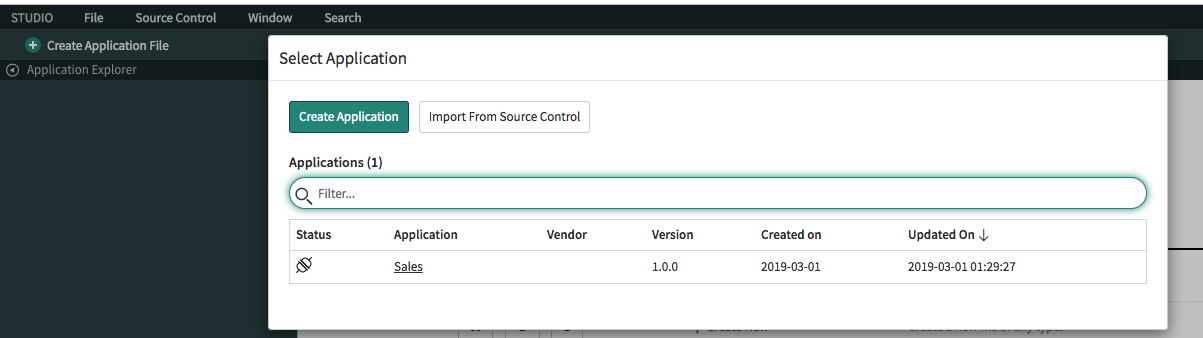 STUDIO File Source Control Window Search
Create Application File
Application Explorer
Select Application
Create Application Import From Source Control
Applications (1)
Filter...
Status Application Vendor Version Created on Updated On
Sales 1.0.0 2019-03-01 2019-03-01 01:29:27